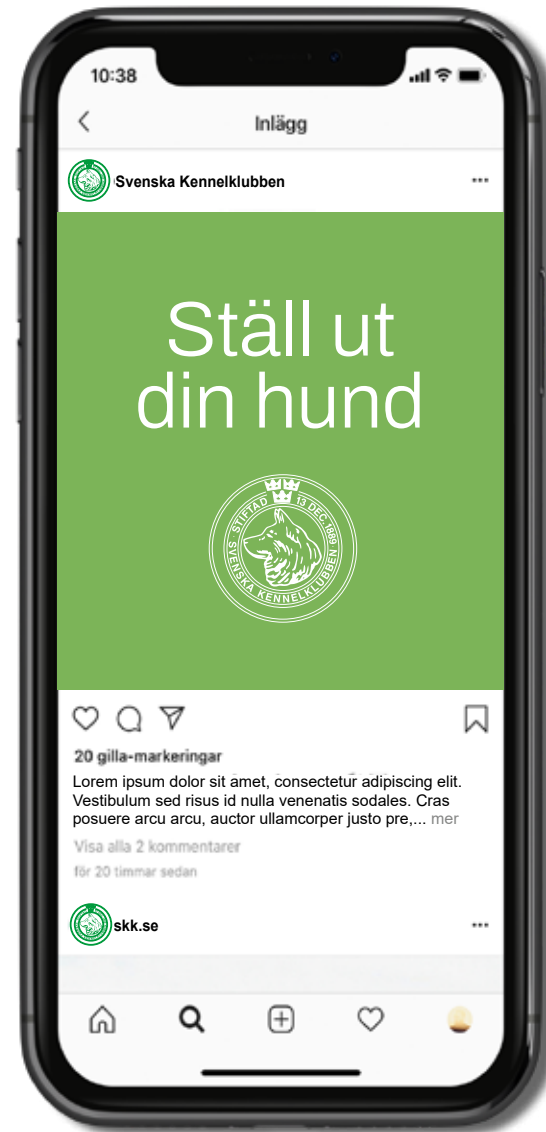 10:38
Inlägg
Svenska Kennelklubben
Ställ ut
din hund
STIFTAD 13 DEC. 1889
SVENSKA KENNELKLUBBEN
20 gilla-markeringar
Lorem ipsum dolor sit amet, consectetur adipiscing elit.
Vestibulum sed risus id nulla venenatis sodales. Cras
posuere arcu arcu, auctor ullamcorper justo pre,... mer
Visa alla 2 kommentarer
för 20 timmar sedan
skk.se